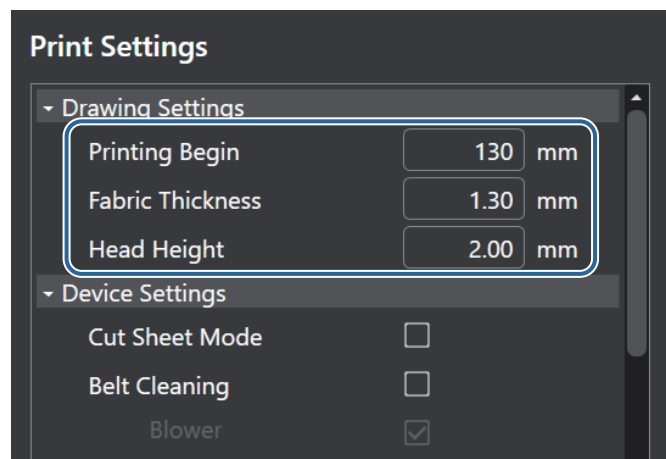 Print Settings
Drawing Settings
Printing Begin 130 mm
Fabric Thickness 1.30 mm
Head Height 2.00 mm
Device Settings
Cut Sheet Mode
Belt Cleaning
Blower